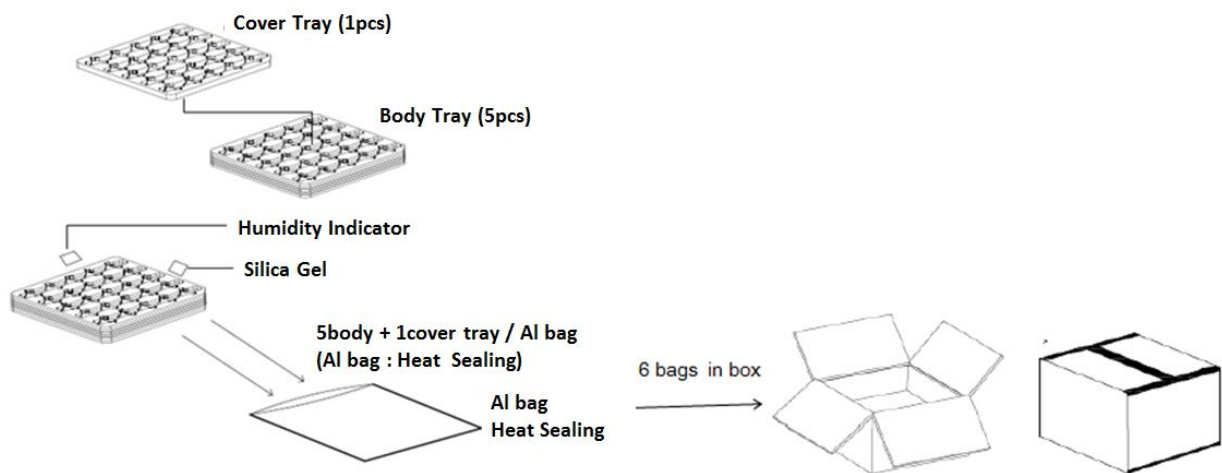 Cover Tray (1pcs)
Body Tray (5pcs)
Humidity Indicator
Silica Gel
5body + 1cover tray / Al bag
(Al bag : Heat Sealing)
Al bag
Heat Sealing
6 bags in box